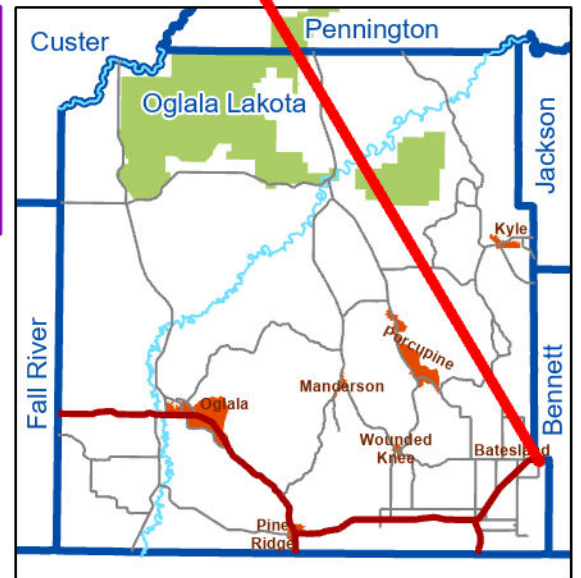 Custer
Pennington
Oglala Lakota
Jackson
Kyle
Fall River
Porcupine
Manderson
Oglala
Bennett
Wounded
Knee
Batesland
Pine
Ridge